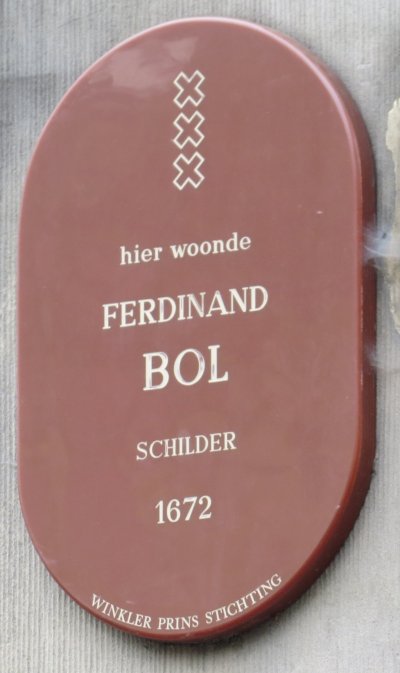 hier woonde
FERDINAND
BOL
SCHILDER
1672
WINKLER PRINS STICHTING